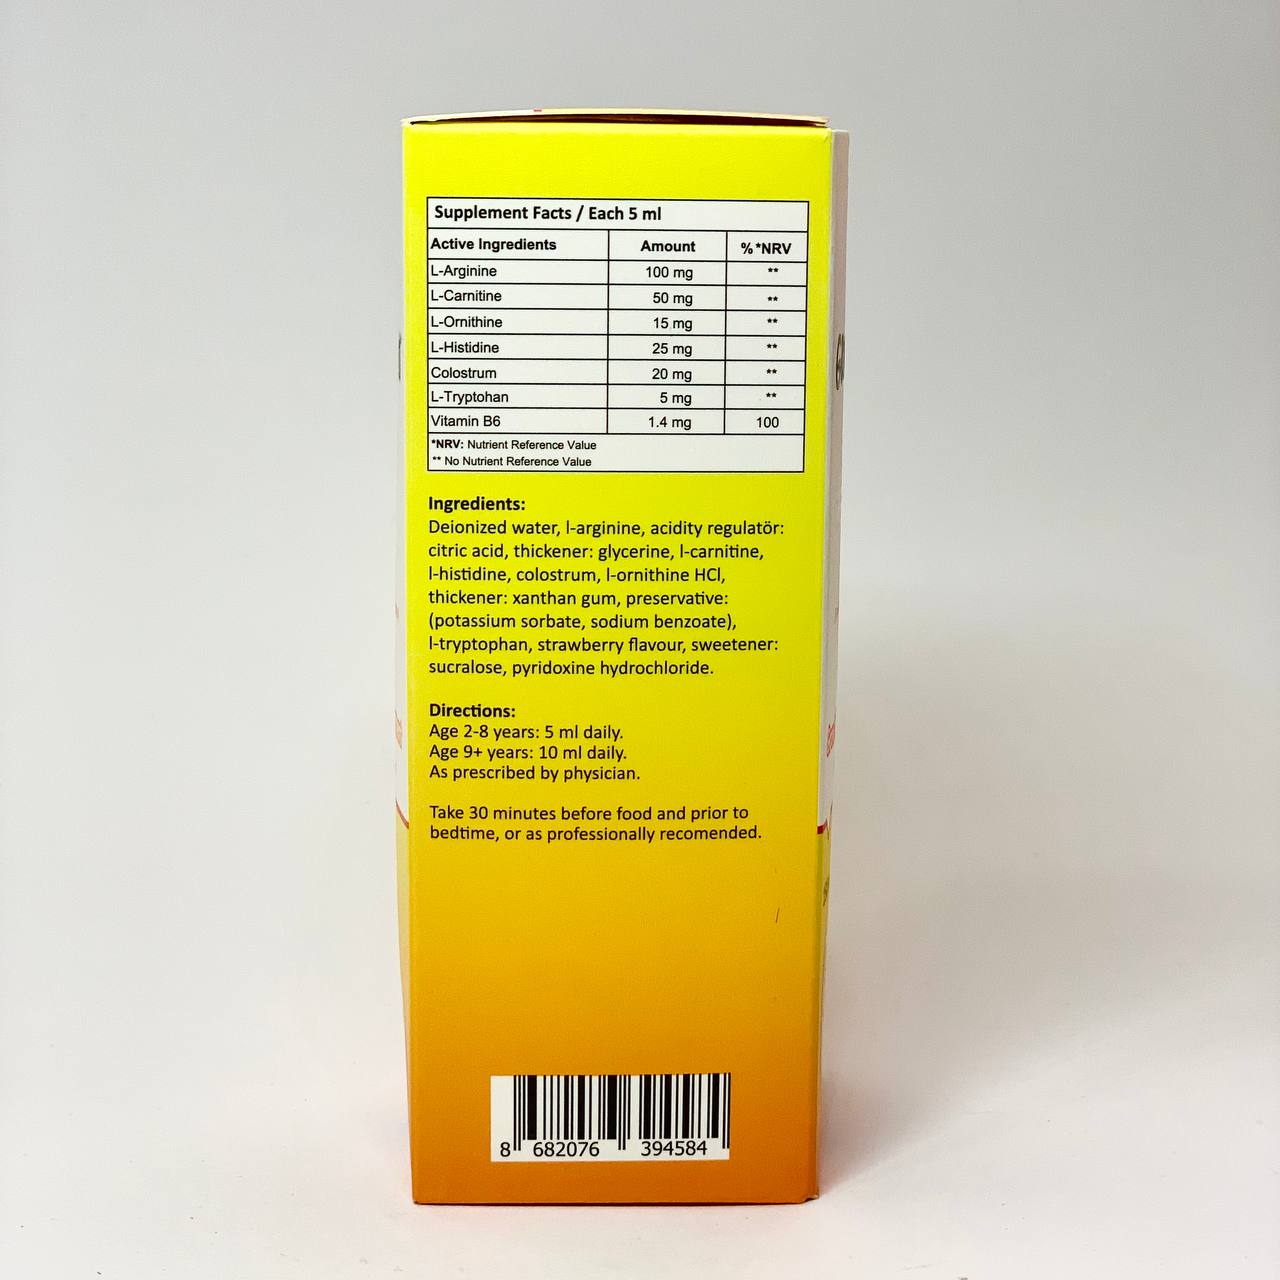 Supplement Facts / Each 5 ml
Active Ingredients Amount % *NRV
L-Arginine 100 mg **
L-Carnitine 50 mg **
L-Ornithine 15 mg **
L-Histidine 25 mg **
Colostrum 20 mg **
L-Tryptohan 5 mg **
Vitamin B6 1.4 mg 100
*NRV: Nutrient Reference Value
** No Nutrient Reference Value
Ingredients:
Deionized water, l-arginine, acidity regulatör:
citric acid, thickener: glycerine, l-carnitine,
l-histidine, colostrum, l-ornithine HCl,
thickener: xanthan gum, preservative:
(potassium sorbate, sodium benzoate),
l-tryptophan, strawberry flavour, sweetener:
sucralose, pyridoxine hydrochloride.
Directions:
Age 2-8 years: 5 ml daily.
Age 9+ years: 10 ml daily.
As prescribed by physician.
Take 30 minutes before food and prior to
bedtime, or as professionally recomended.
8 682076 394584